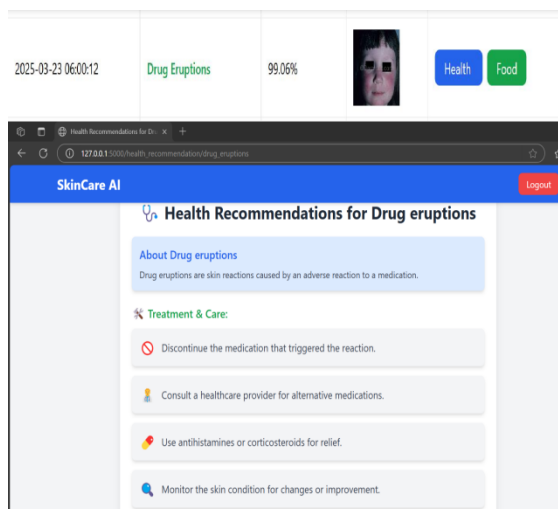 2025-03-23 06:00:12 Drug Eruptions 99.06% Health Food
Health Recommendations for Dru
127.0.0.1:5000/health_recommendation/drug_eruptions
SkinCare AI Logout
Health Recommendations for Drug eruptions
About Drug eruptions
Drug eruptions are skin reactions caused by an adverse reaction to a medication.
Treatment & Care:
Discontinue the medication that triggered the reaction.
Consult a healthcare provider for alternative medications.
Use antihistamines or corticosteroids for relief.
Monitor the skin condition for changes or improvement.